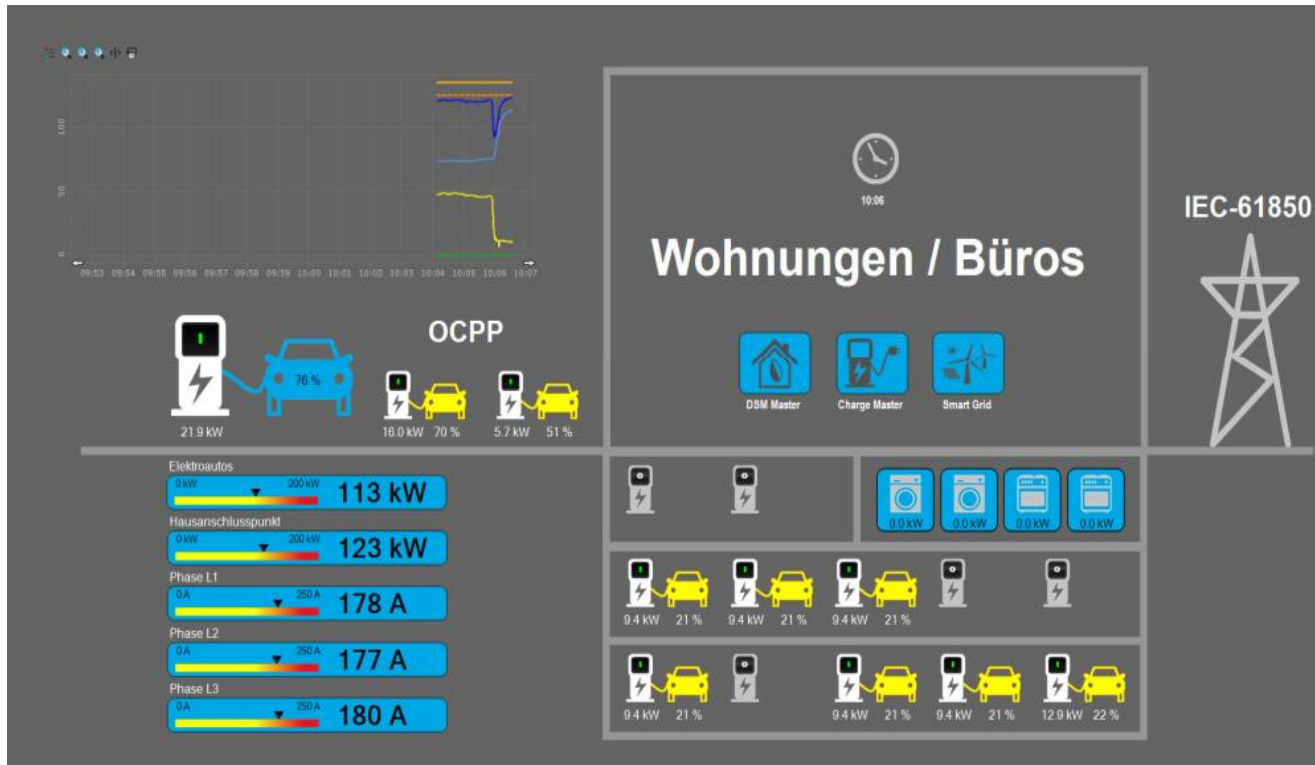 100
50
0
09:53 09:54 09:55 09:56 09:57 09:58 09:59 10:00 10:01 10:02 10:03 10:04 10:05 10:06 10:07
10:06
Wohnungen / Büros
IEC-61850
DSM Master Charge Master Smart Grid
OCPP
76 %
21.9 kW
16.0 kW 70 % 5.7 kW 51 %
Elektroautos
0 kW 200 kW 113 kW
Hausanschlusspunkt
0 kW 200 kW 123 kW
Phase L1
0 A 250 A 178 A
Phase L2
0 A 250 A 177 A
Phase L3
0 A 250 A 180 A
0.0 kW 0.0 kW 0.0 kW 0.0 kW
9.4 kW 21 % 9.4 kW 21 % 9.4 kW 21 %
9.4 kW 21 % 9.4 kW 21 % 9.4 kW 21 % 12.9 kW 22 %